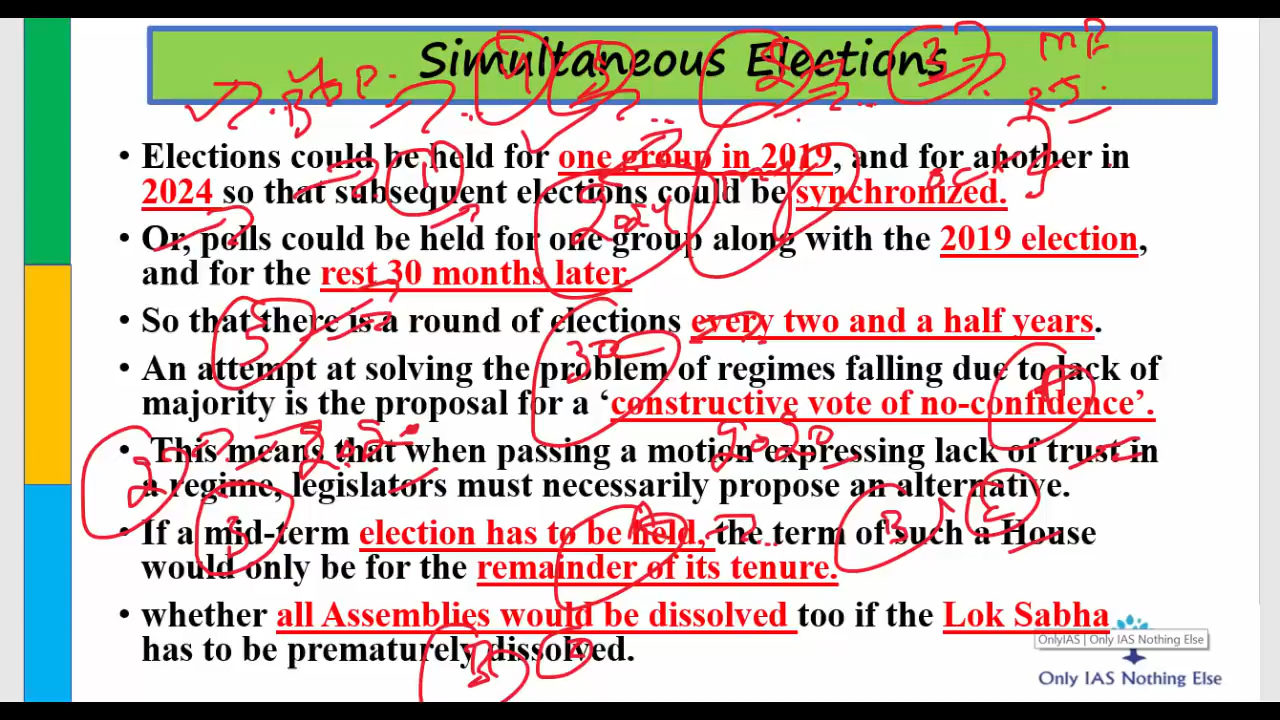 Simultaneous Elections
• Elections could be held for one group in 2019, and for another in
2024 so that subsequent elections could be synchronized.
• Or, polls could be held for one group along with the 2019 election,
and for the rest 30 months later.
• So that there is a round of elections every two and a half years.
• An attempt at solving the problem of regimes falling due to lack of
majority is the proposal for a ‘constructive vote of no-confidence’.
• This means that when passing a motion expressing lack of trust in
a regime, legislators must necessarily propose an alternative.
• If a mid-term election has to be held, the term of such a House
would only be for the remainder of its tenure.
• whether all Assemblies would be dissolved too if the Lok Sabha
has to be prematurely dissolved.
OnlyIAS | Only IAS Nothing Else
Only IAS Nothing Else